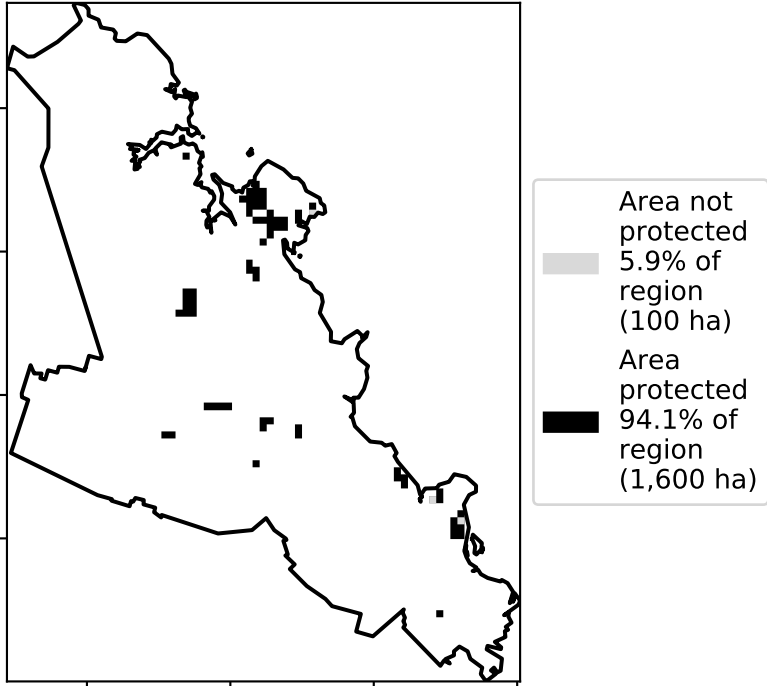 Area not
protected
5.9% of
region
(100 ha)
Area
protected
94.1% of
region
(1,600 ha)